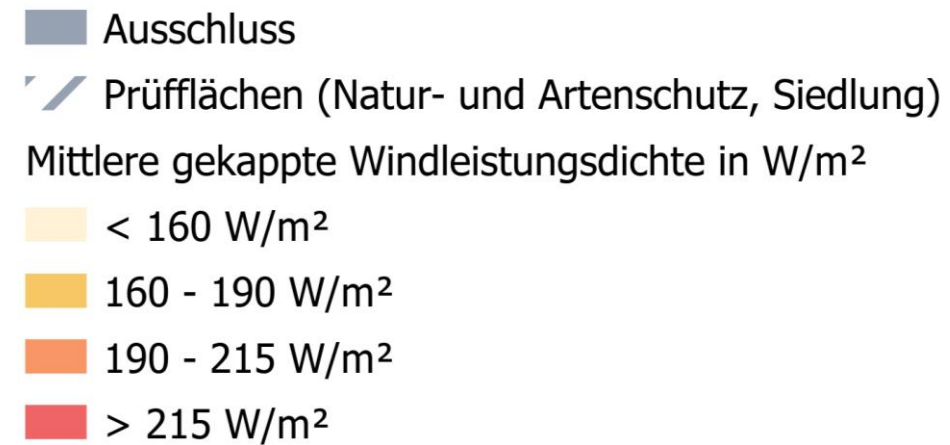 Ausschluss
Prüfflächen (Natur- und Artenschutz, Siedlung)
Mittlere gekappte Windleistungsdichte in W/m²
< 160 W/m²
160 - 190 W/m²
190 - 215 W/m²
> 215 W/m²